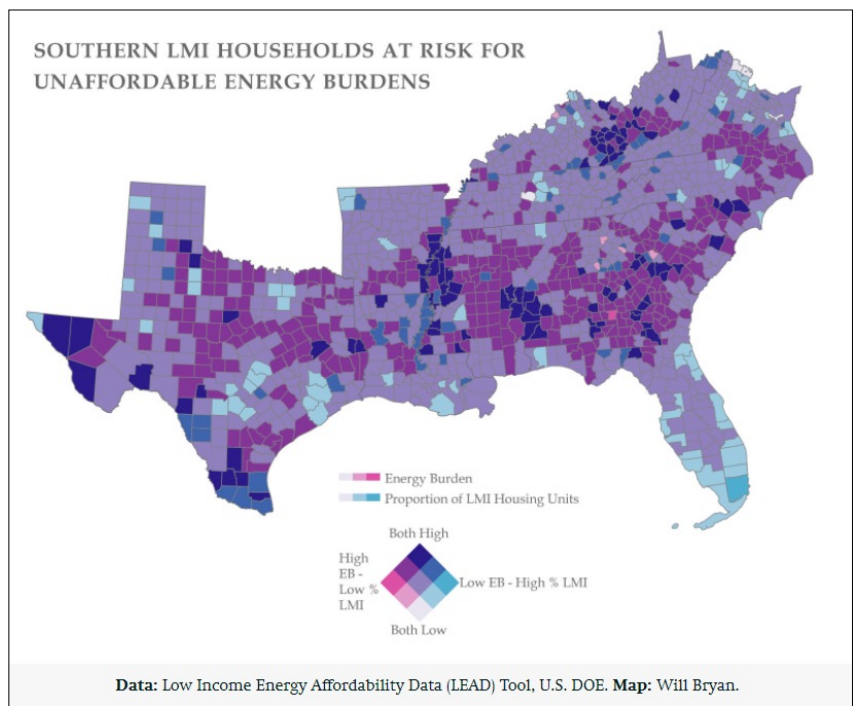 SOUTHERN LMI HOUSEHOLDS AT RISK FOR
UNAFFORDABLE ENERGY BURDENS
Energy Burden
Proportion of LMI Housing Units
Both High
High
EB -
Low %
LMI
Low EB - High % LMI
Both Low
Data: Low Income Energy Affordability Data (LEAD) Tool, U.S. DOE. Map: Will Bryan.